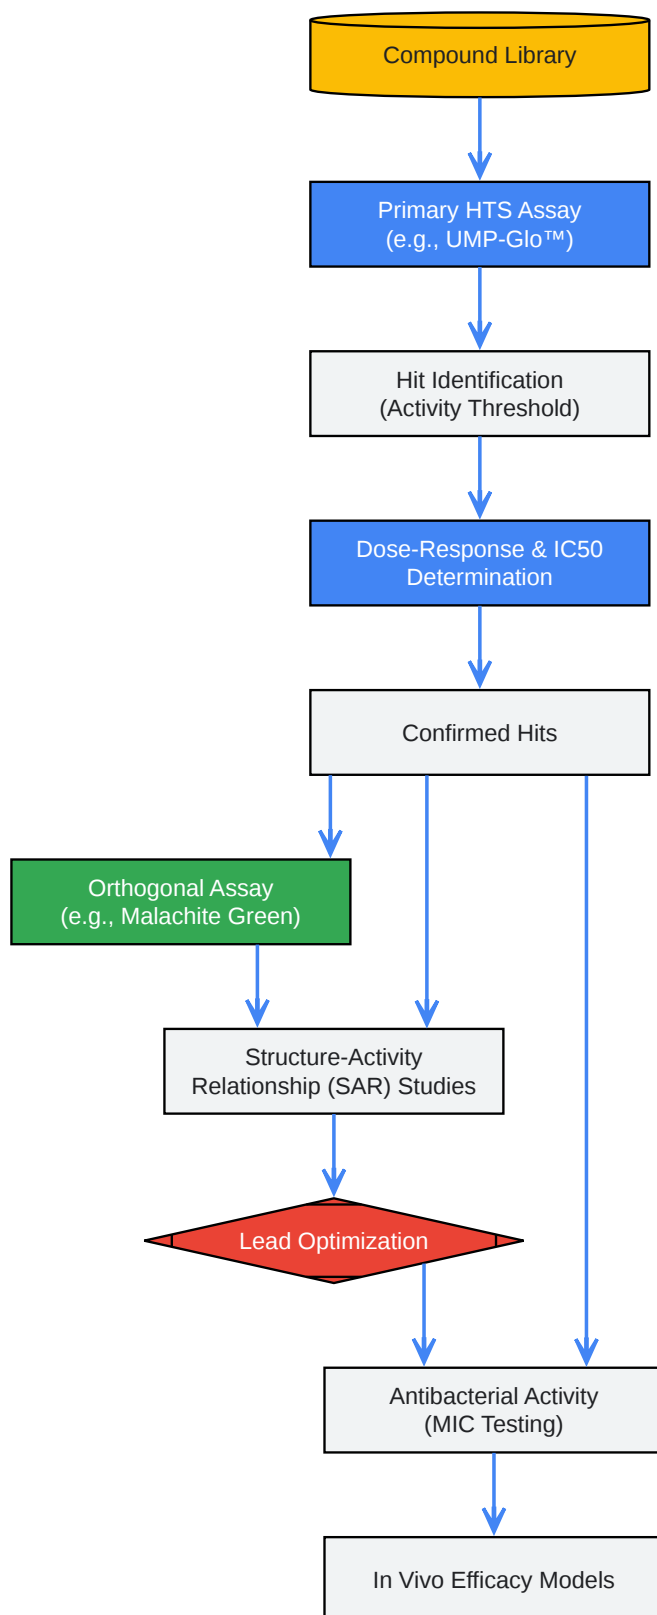 Compound Library
Primary HTS Assay
(e.g., UMP-Glo™)
Hit Identification
(Activity Threshold)
Dose-Response & IC50
Determination
Confirmed Hits
Orthogonal Assay
(e.g., Malachite Green)
Structure-Activity
Relationship (SAR) Studies
Lead Optimization
Antibacterial Activity
(MIC Testing)
In Vivo Efficacy Models